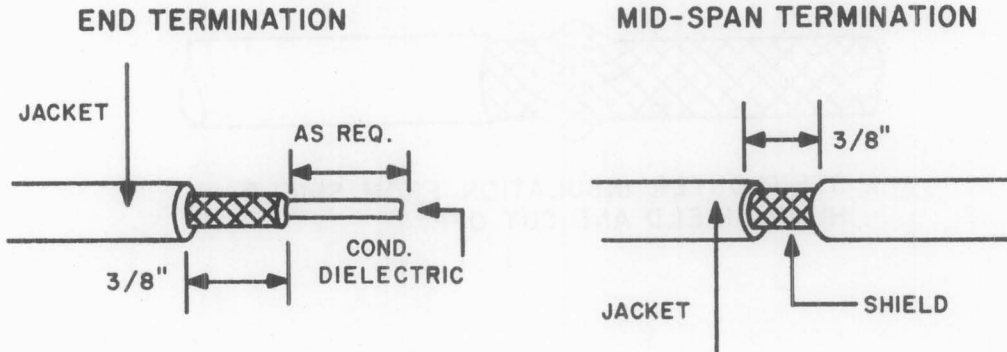 END TERMINATION
JACKET
AS REQ.
COND.
DIELECTRIC
3/8"
MID-SPAN TERMINATION
3/8"
JACKET
SHIELD